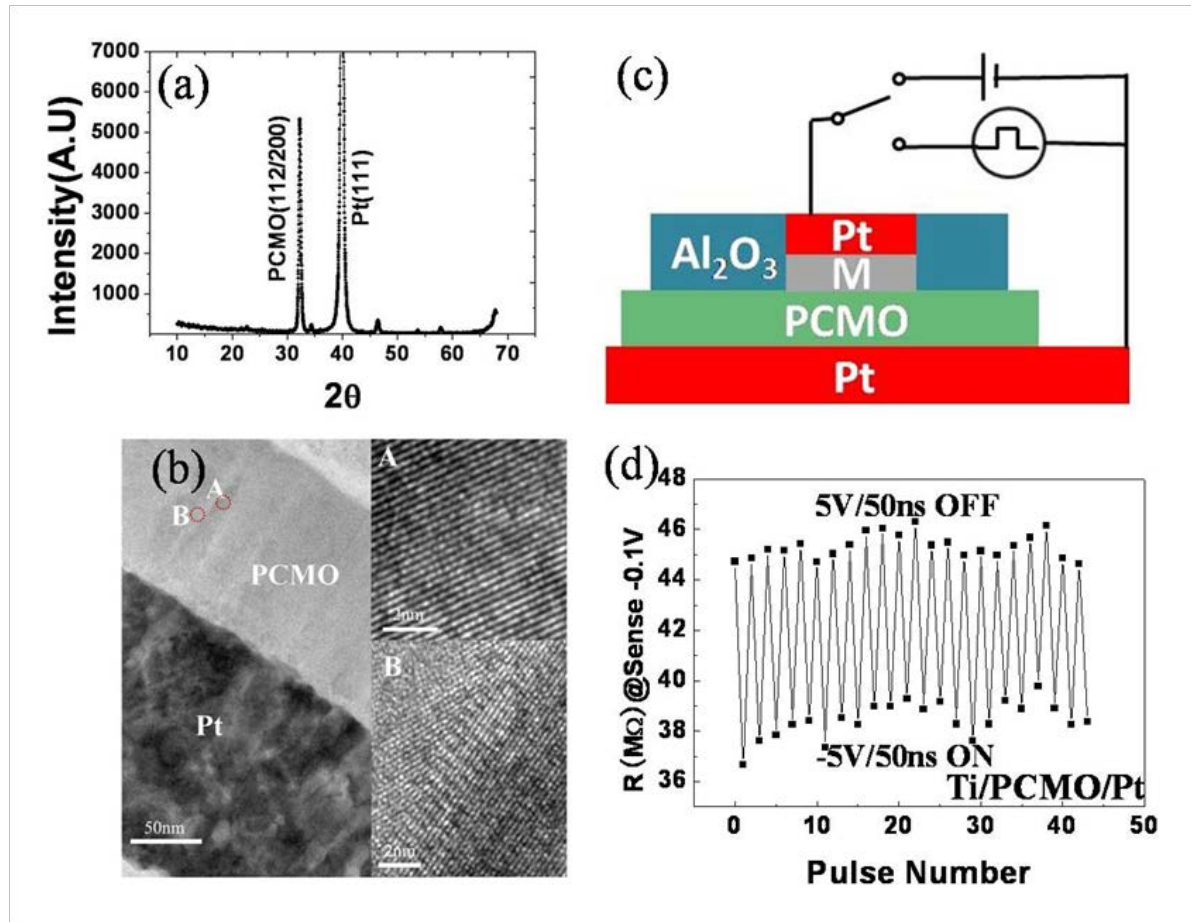 (a)
7000
6000
5000
4000
3000
2000
1000
Intensity(A.U)
PCMO(112/200)
Pt(111)
10 20 30 40 50 60 70
2θ
(c)
Pt
Al₂O₃
M
PCMO
Pt
(b)
A
B
PCMO
Pt
50nm
A
2nm
B
2nm
(d)
48
46
44
42
40
38
36
R(MΩ)@Sense -0.1V
5V/50ns OFF
-5V/50ns ON
Ti/PCMO/Pt
0 10 20 30 40 50
Pulse Number